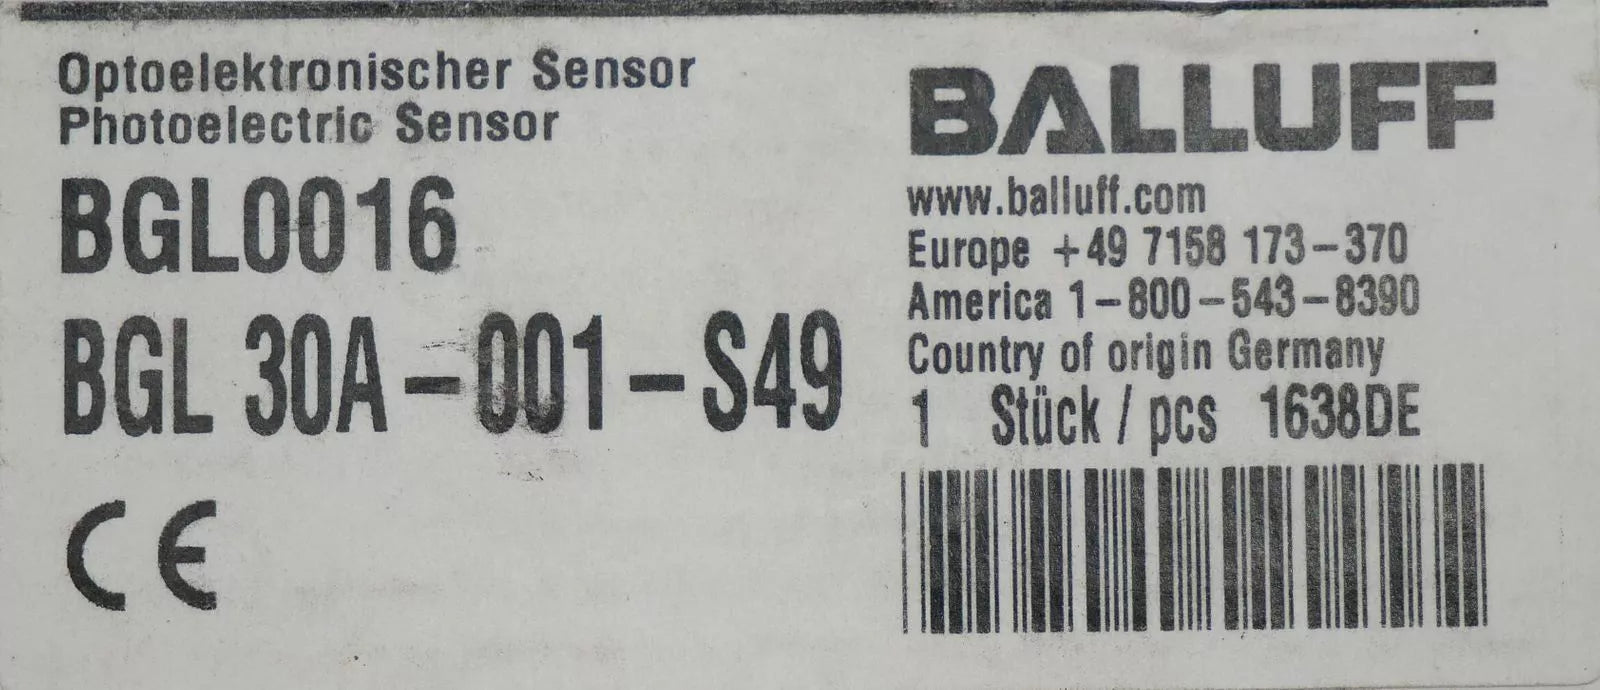 Optoelektronischer Sensor
Photoelectric Sensor
BGL0016
BGL 30A-001-S49
CE
BALLUFF
www.balluff.com
Europe +49 7158 173-370
America 1-800-543-8390
Country of origin Germany
1 Stück / pcs 1638DE